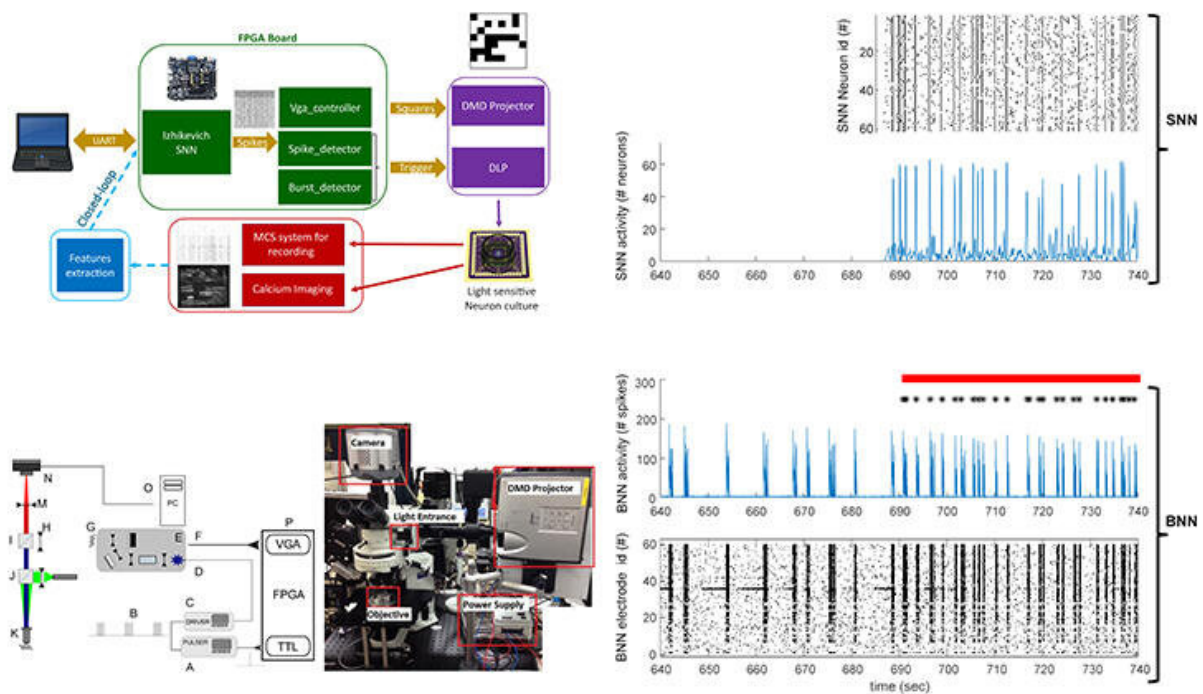 FPGA Board
UART
Izhikevich
SNN
Spikes
Vga_controller
Spike_detector
Burst_detector
Squares
Trigger
DMD Projector
DLP
Closed-loop
Features
extraction
MCS system for
recording
Calcium Imaging
Light sensitive
Neuron culture
SNN Neuron id (#)
20
40
60
SNN
SNN activity (# neurons)
60
40
20
0
640 650 660 670 680 690 700 710 720 730 740
N
M
O
PC
H
I
G
E
F
P
VGA
J
D
FPGA
C
DRIVER
B
K
PULSER
A
TTL
Camera
DMD Projector
Light Entrance
Objective
Power Supply
BNN activity (# spikes)
300
200
100
0
640 650 660 670 680 690 700 710 720 730 740
BNN
BNN electrode id (#)
60
40
20
0
640 650 660 670 680 690 700 710 720 730 740
time (sec)